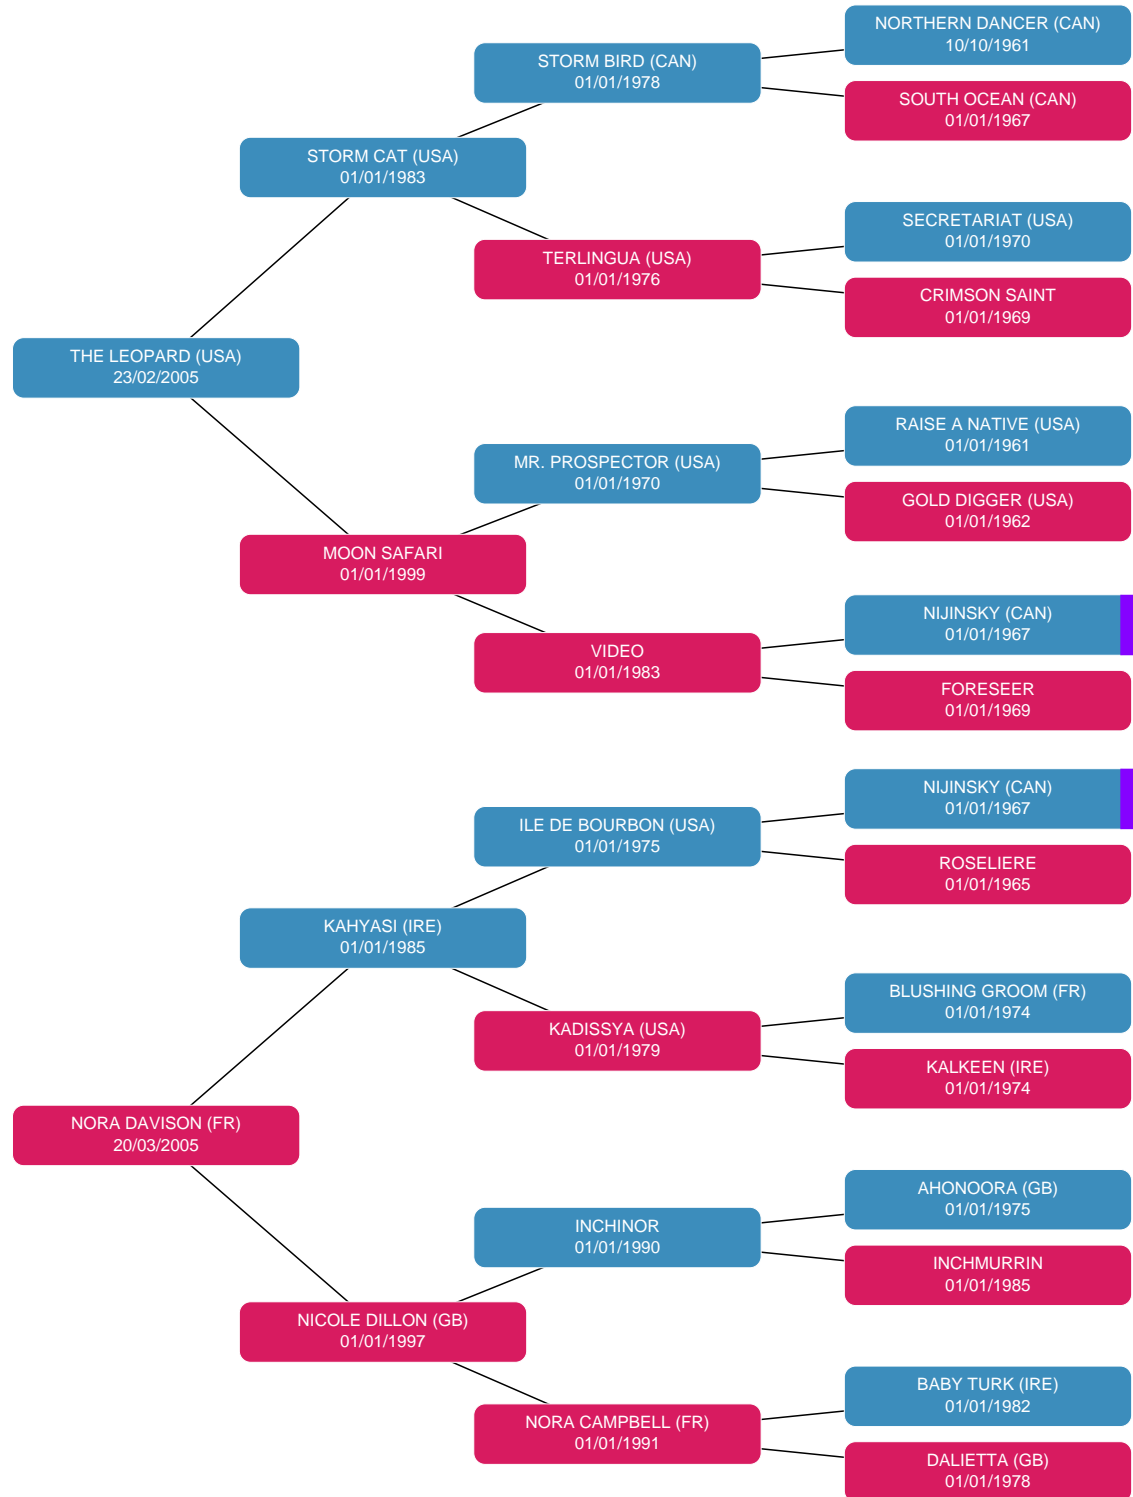 NORTHERN DANCER (CAN)
10/10/1961
STORM BIRD (CAN)
01/01/1978
SOUTH OCEAN (CAN)
01/01/1967
STORM CAT (USA)
01/01/1983
SECRETARIAT (USA)
01/01/1970
TERLINGUA (USA)
01/01/1976
CRIMSON SAINT
01/01/1969
THE LEOPARD (USA)
23/02/2005
RAISE A NATIVE (USA)
01/01/1961
MR. PROSPECTOR (USA)
01/01/1970
GOLD DIGGER (USA)
01/01/1962
MOON SAFARI
01/01/1999
NIJINSKY (CAN)
01/01/1967
VIDEO
01/01/1983
FORESEER
01/01/1969
NIJINSKY (CAN)
01/01/1967
ILE DE BOURBON (USA)
01/01/1975
ROSELIERE
01/01/1965
KAHYASI (IRE)
01/01/1985
BLUSHING GROOM (FR)
01/01/1974
KADISSYA (USA)
01/01/1979
KALKEEN (IRE)
01/01/1974
NORA DAVISON (FR)
20/03/2005
AHONOORA (GB)
01/01/1975
INCHINOR
01/01/1990
INCHMURRIN
01/01/1985
NICOLE DILLON (GB)
01/01/1997
BABY TURK (IRE)
01/01/1982
NORA CAMPBELL (FR)
01/01/1991
DALIETTA (GB)
01/01/1978